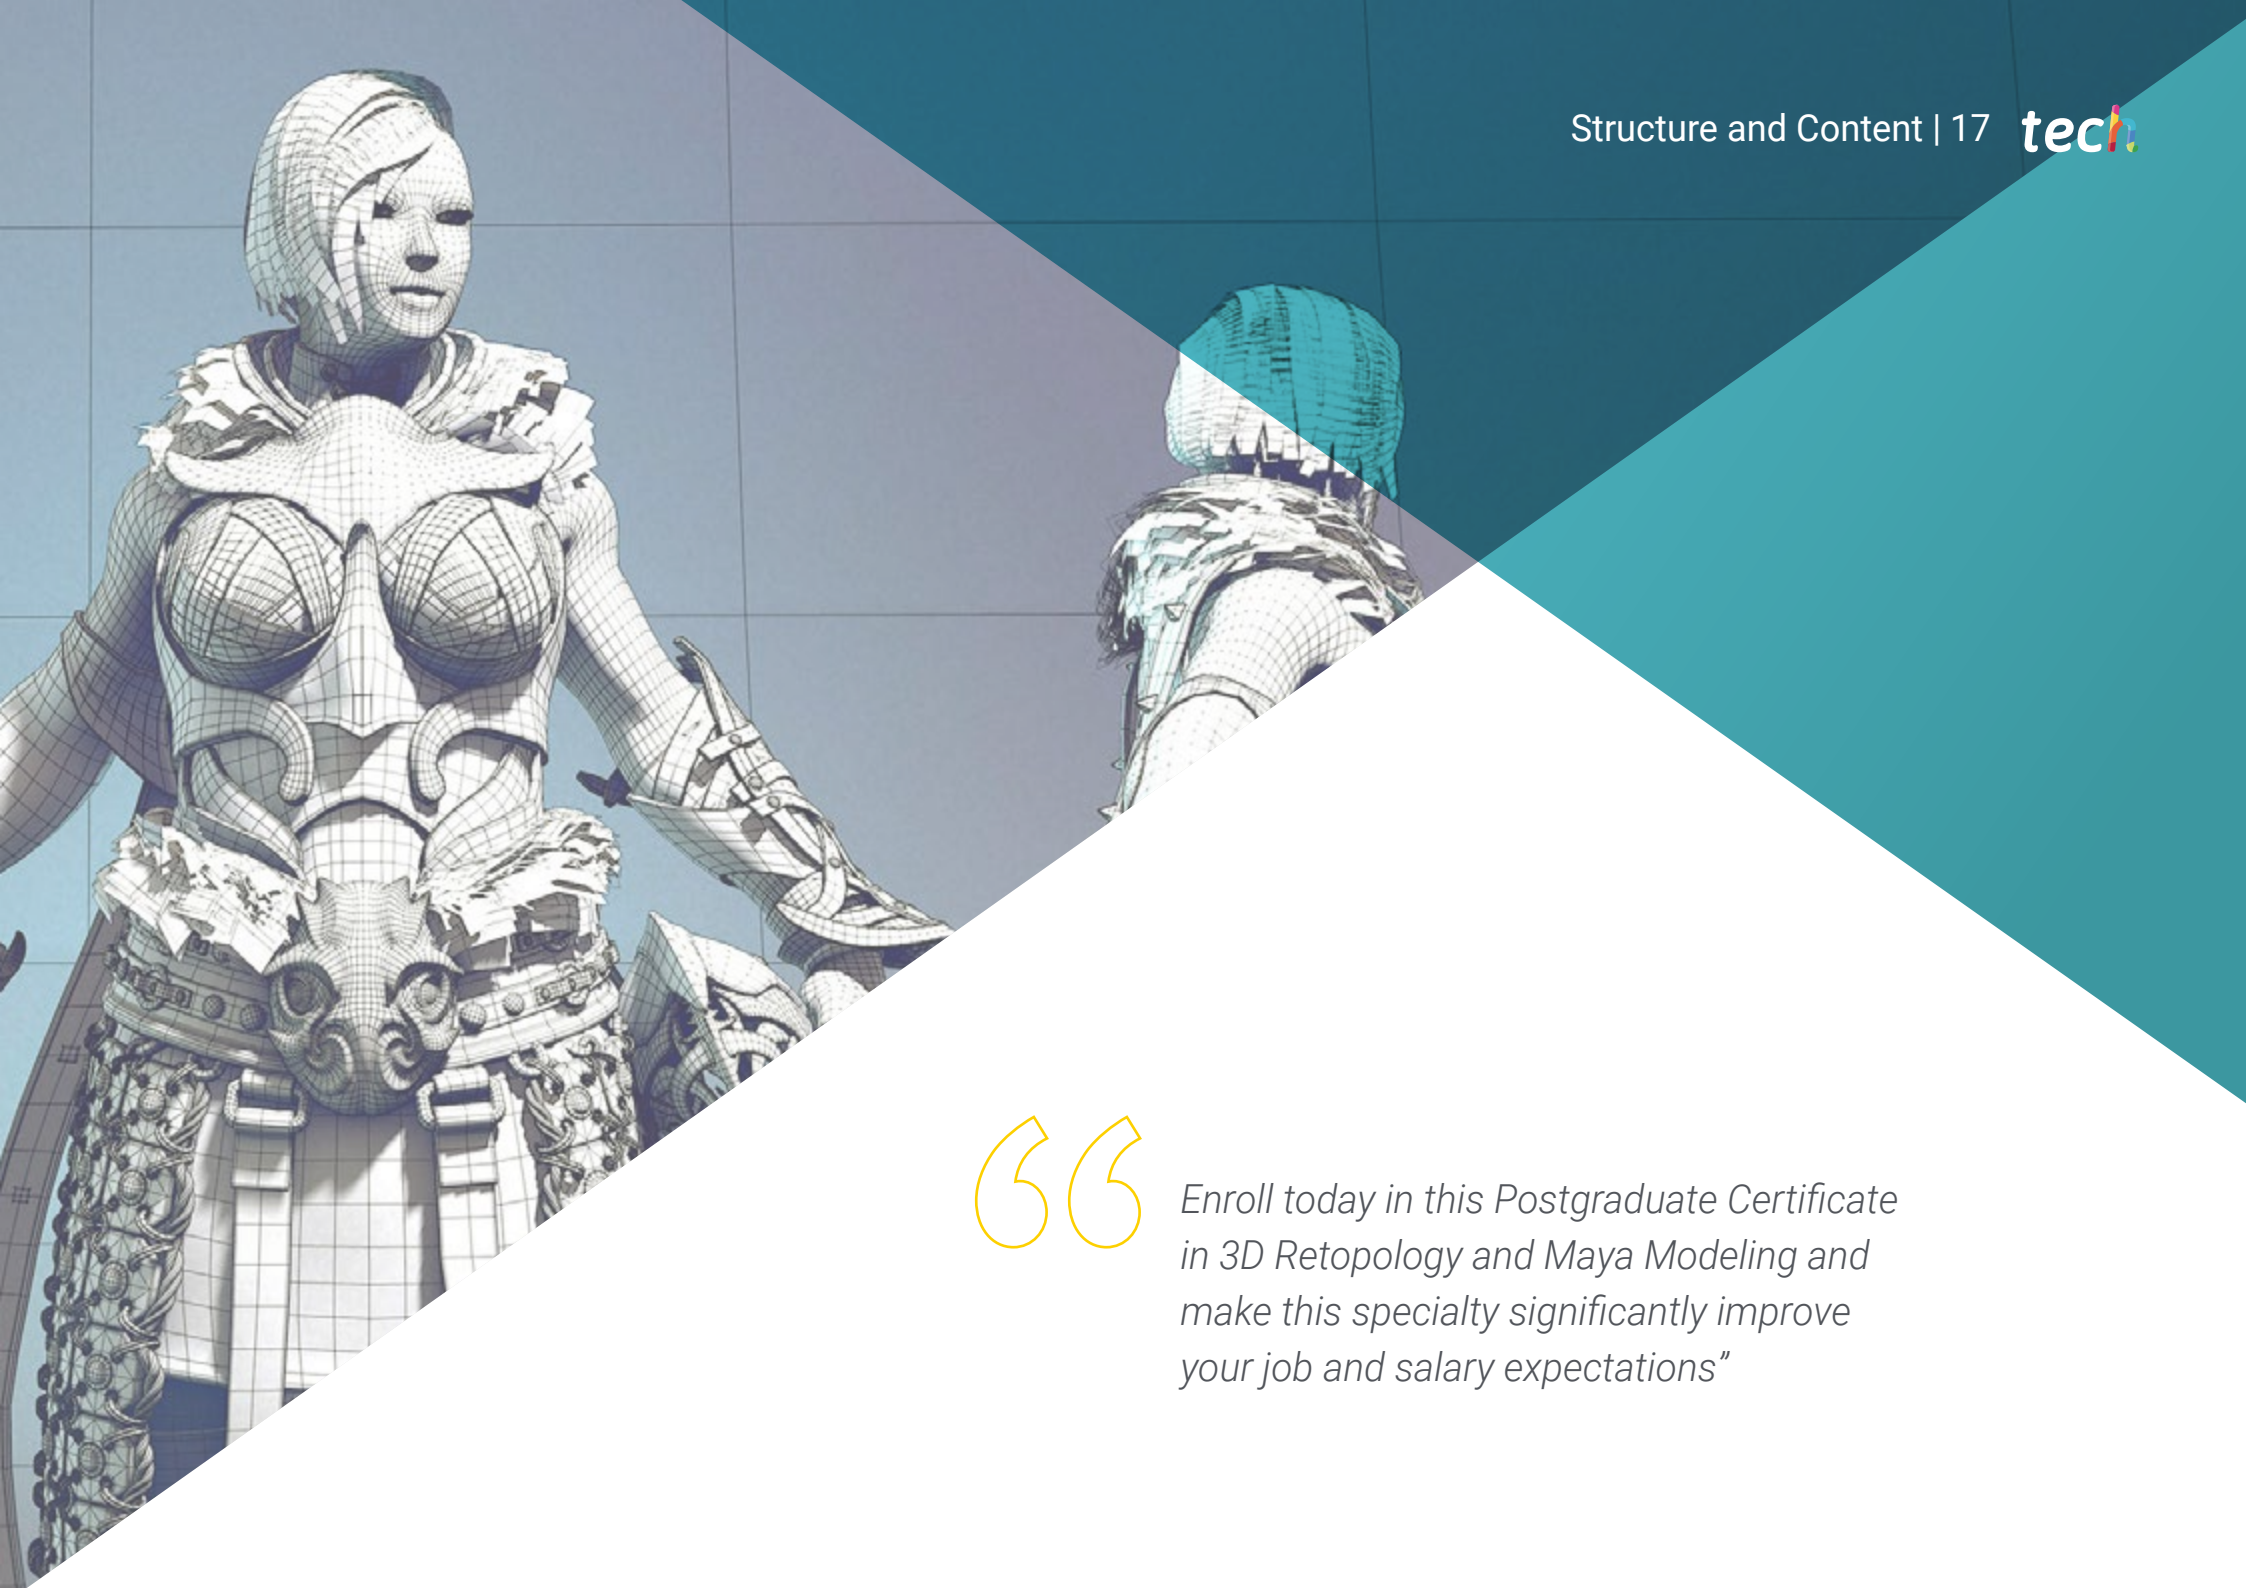 Structure and Content | 17 tech
“
Enroll today in this Postgraduate Certificate
in 3D Retopology and Maya Modeling and
make this specialty significantly improve
your job and salary expectations”